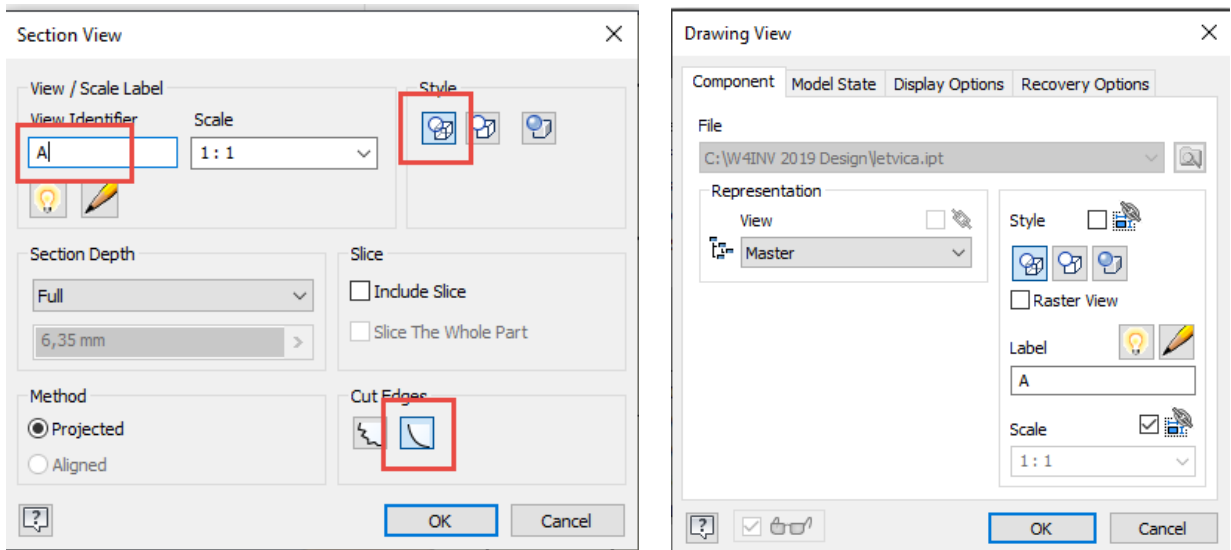 Section View
View / Scale Label
View Identifier
Scale
A
1 : 1
Style
Section Depth
Full
6,35 mm
Slice
Include Slice
Slice The Whole Part
Method
Projected
Aligned
Cut Edges
OK
Cancel
Drawing View
Component
Model State
Display Options
Recovery Options
File
C:\W4INV 2019 Design\letvica.ipt
Representation
View
Master
Style
Raster View
Label
A
Scale
1 : 1
OK
Cancel